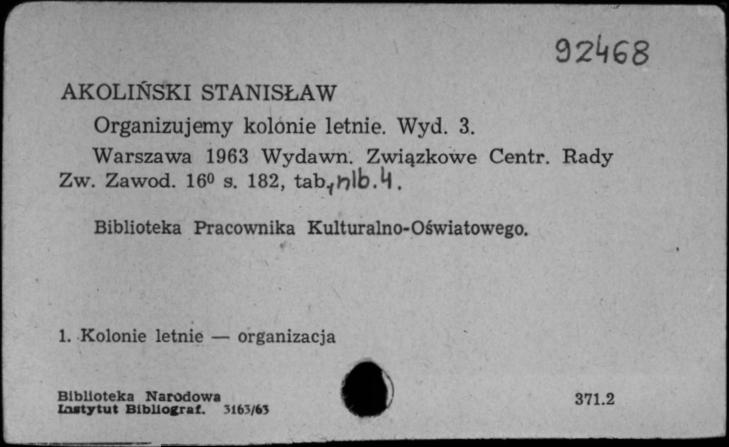 92468
AKOLIŃSKI STANISŁAW
Organizujemy kolonie letnie. Wyd. 3.
Warszawa 1963 Wydawn. Związkowe Centr. Rady
Zw. Zawod. 16⁰ s. 182, tab, nlb. 4.
Biblioteka Pracownika Kulturalno-Oświatowego.
1. Kolonie letnie — organizacja
Biblioteka Narodowa
Instytut Bibliograf. 3163/63
371.2